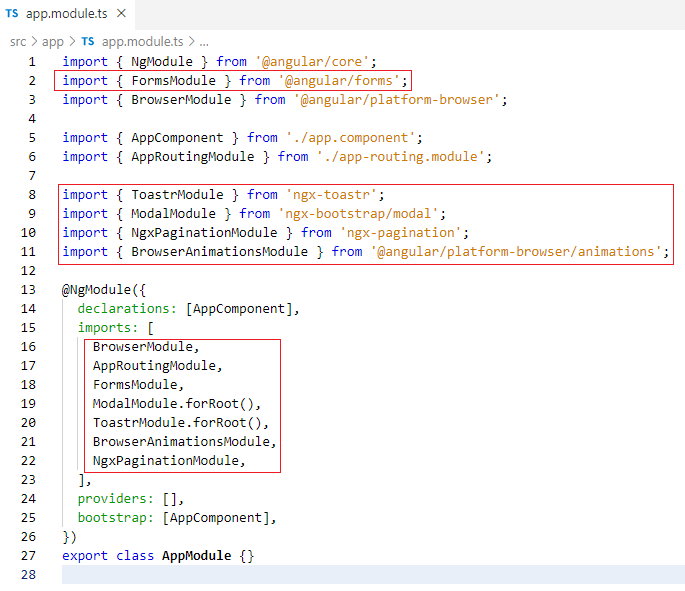 TS app.module.ts ×
src > app > TS app.module.ts > ...
1 import { NgModule } from '@angular/core';
2 import { FormsModule } from '@angular/forms';
3 import { BrowserModule } from '@angular/platform-browser';
4
5 import { AppComponent } from './app.component';
6 import { AppRoutingModule } from './app-routing.module';
7
8 import { ToastrModule } from 'ngx-toastr';
9 import { ModalModule } from 'ngx-bootstrap/modal';
10 import { NgxPaginationModule } from 'ngx-pagination';
11 import { BrowserAnimationsModule } from '@angular/platform-browser/animations';
12
13 @NgModule({
14   declarations: [AppComponent],
15   imports: [
16     BrowserModule,
17     AppRoutingModule,
18     FormsModule,
19     ModalModule.forRoot(),
20     ToastrModule.forRoot(),
21     BrowserAnimationsModule,
22     NgxPaginationModule,
23   ],
24   providers: [],
25   bootstrap: [AppComponent],
26 })
27 export class AppModule {}
28